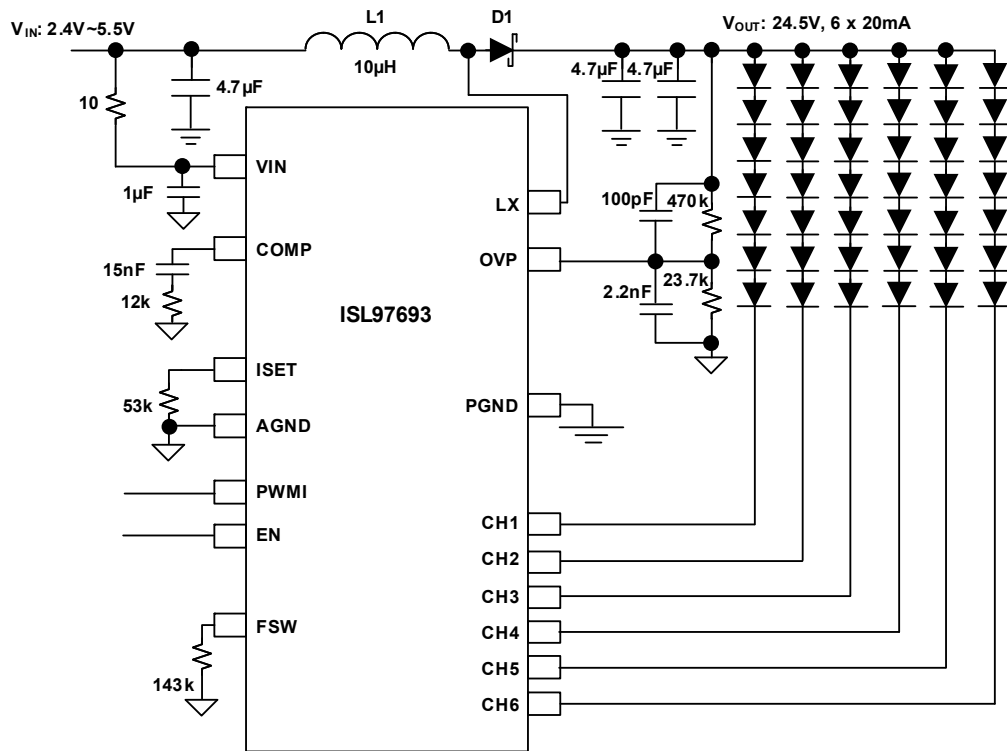 VIN: 2.4V~5.5V
L1
D1
VOUT: 24.5V, 6 x 20mA
10µH
4.7µF
4.7µF 4.7µF
10
VIN
1µF
LX
100pF 470k
COMP
OVP
15nF
12k
2.2nF 23.7k
ISL97693
ISET
53k
PGND
AGND
PWMI
CH1
EN
CH2
CH3
FSW
CH4
CH5
143k
CH6